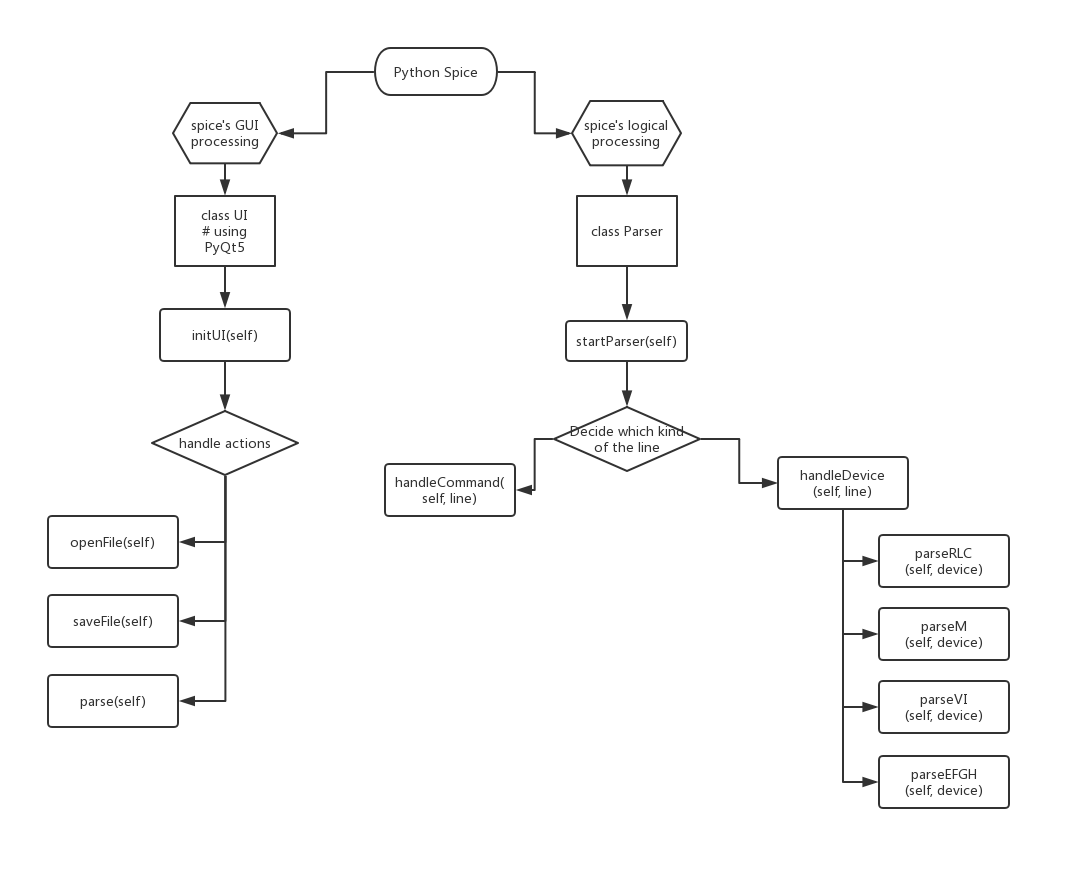 Python Spice
spice's GUI
processing
spice's logical
processing
class UI
# using
PyQt5
class Parser
initUI(self)
startParser(self)
handle actions
Decide which kind
of the line
handleCommand(
self, line)
handleDevice
(self, line)
openFile(self)
saveFile(self)
parse(self)
parseRLC
(self, device)
parseM
(self, device)
parseVI
(self, device)
parseEFGH
(self, device)